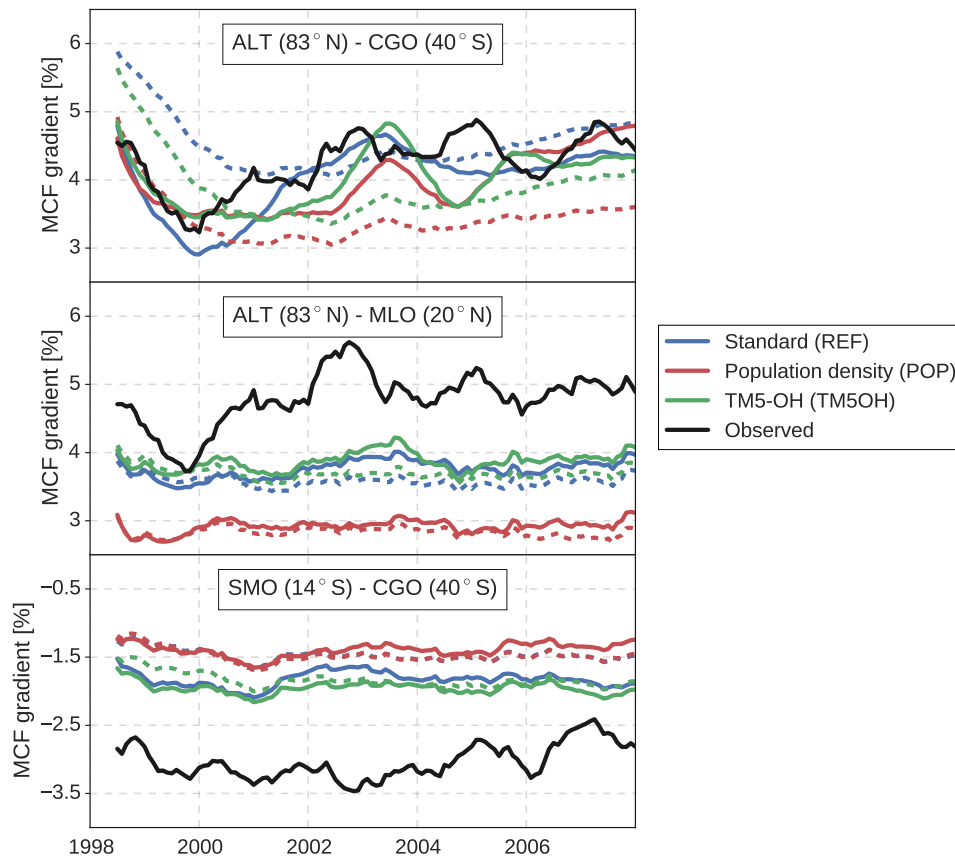 ALT (83°N) - CGO (40°S)
MCF gradient [%]
6
5
4
3
ALT (83°N) - MLO (20°N)
MCF gradient [%]
6
5
4
3
Standard (REF)
Population density (POP)
TM5-OH (TM5OH)
Observed
SMO (14°S) - CGO (40°S)
MCF gradient [%]
−0.5
−1.5
−2.5
−3.5
1998 2000 2002 2004 2006